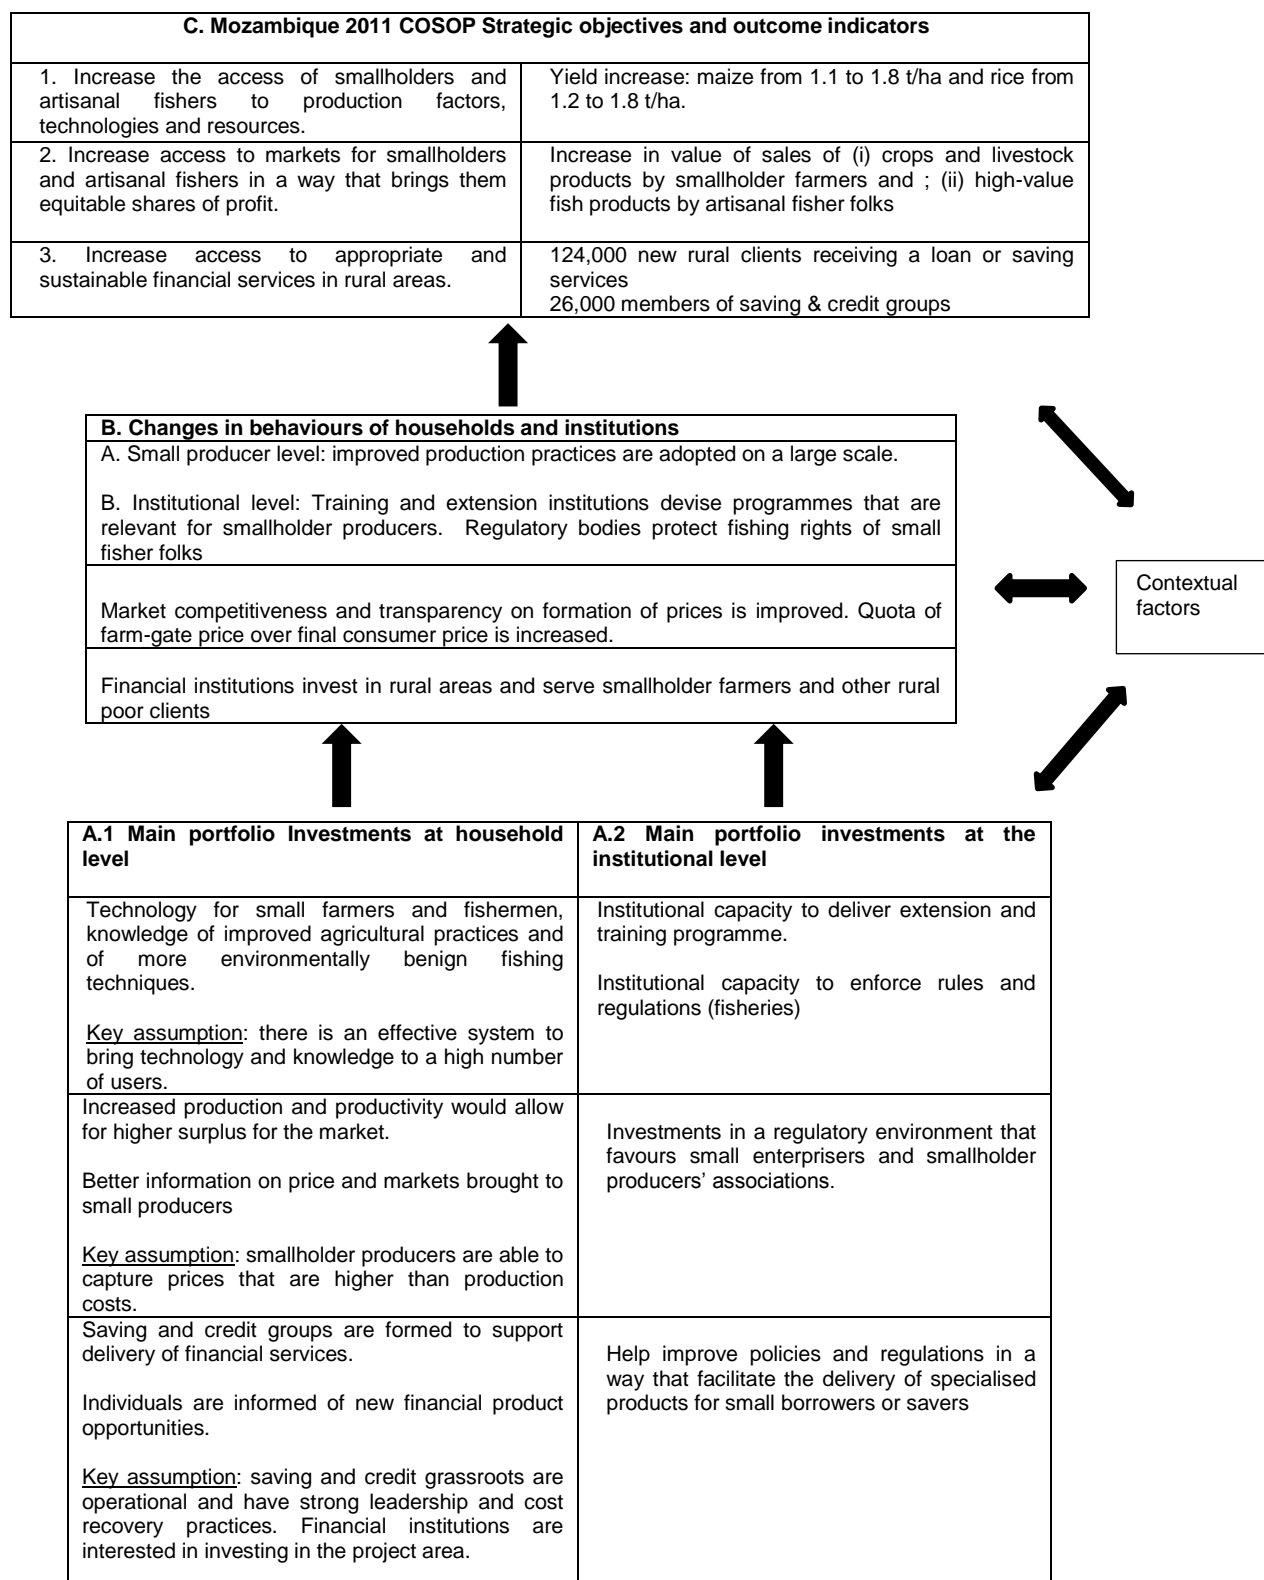 C. Mozambique 2011 COSOP Strategic objectives and outcome indicators
1. Increase the access of smallholders and
artisanal fishers to production factors,
technologies and resources.
Yield increase: maize from 1.1 to 1.8 t/ha and rice from
1.2 to 1.8 t/ha.
2. Increase access to markets for smallholders
and artisanal fishers in a way that brings them
equitable shares of profit.
Increase in value of sales of (i) crops and livestock
products by smallholder farmers and ; (ii) high-value
fish products by artisanal fisher folks
3. Increase access to appropriate and
sustainable financial services in rural areas.
124,000 new rural clients receiving a loan or saving
services
26,000 members of saving & credit groups
B. Changes in behaviours of households and institutions
A. Small producer level: improved production practices are adopted on a large scale.
B. Institutional level: Training and extension institutions devise programmes that are
relevant for smallholder producers. Regulatory bodies protect fishing rights of small
fisher folks
Market competitiveness and transparency on formation of prices is improved. Quota of
farm-gate price over final consumer price is increased.
Financial institutions invest in rural areas and serve smallholder farmers and other rural
poor clients
Contextual
factors
A.1 Main portfolio Investments at household
level
A.2 Main portfolio investments at the
institutional level
Technology for small farmers and fishermen,
knowledge of improved agricultural practices and
of more environmentally benign fishing
techniques.
Key assumption: there is an effective system to
bring technology and knowledge to a high number
of users.
Institutional capacity to deliver extension and
training programme.
Institutional capacity to enforce rules and
regulations (fisheries)
Increased production and productivity would allow
for higher surplus for the market.
Better information on price and markets brought to
small producers
Key assumption: smallholder producers are able to
capture prices that are higher than production
costs.
Investments in a regulatory environment that
favours small enterprisers and smallholder
producers' associations.
Saving and credit groups are formed to support
delivery of financial services.
Individuals are informed of new financial product
opportunities.
Key assumption: saving and credit grassroots are
operational and have strong leadership and cost
recovery practices. Financial institutions are
interested in investing in the project area.
Help improve policies and regulations in a
way that facilitate the delivery of specialised
products for small borrowers or savers